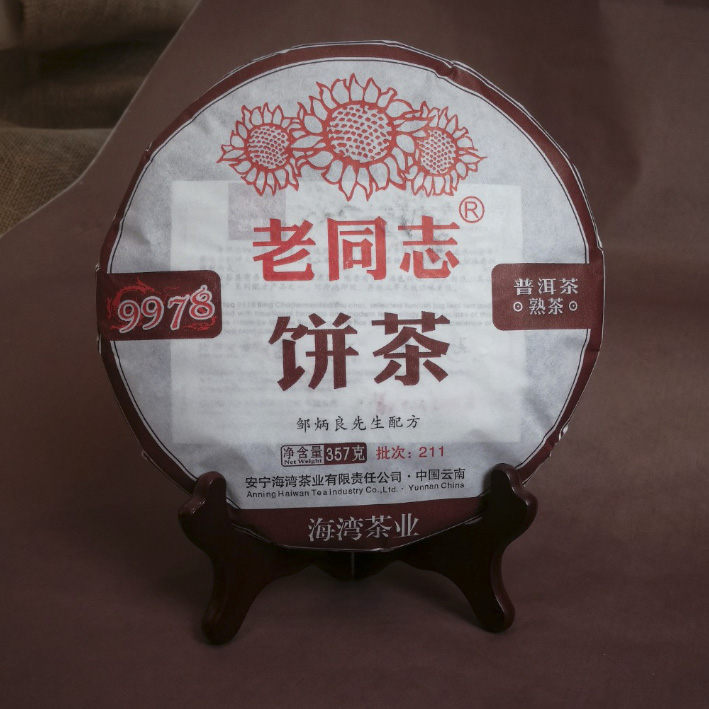 老同志®
9978
普洱茶
熟茶
饼茶
邹炳良先生配方
净含量 357克 批次：211
Net Weight
安宁海湾茶业有限责任公司·中国云南
Anning Haiwan Tea Industry Co.,Ltd.· Yunnan China
海湾茶业